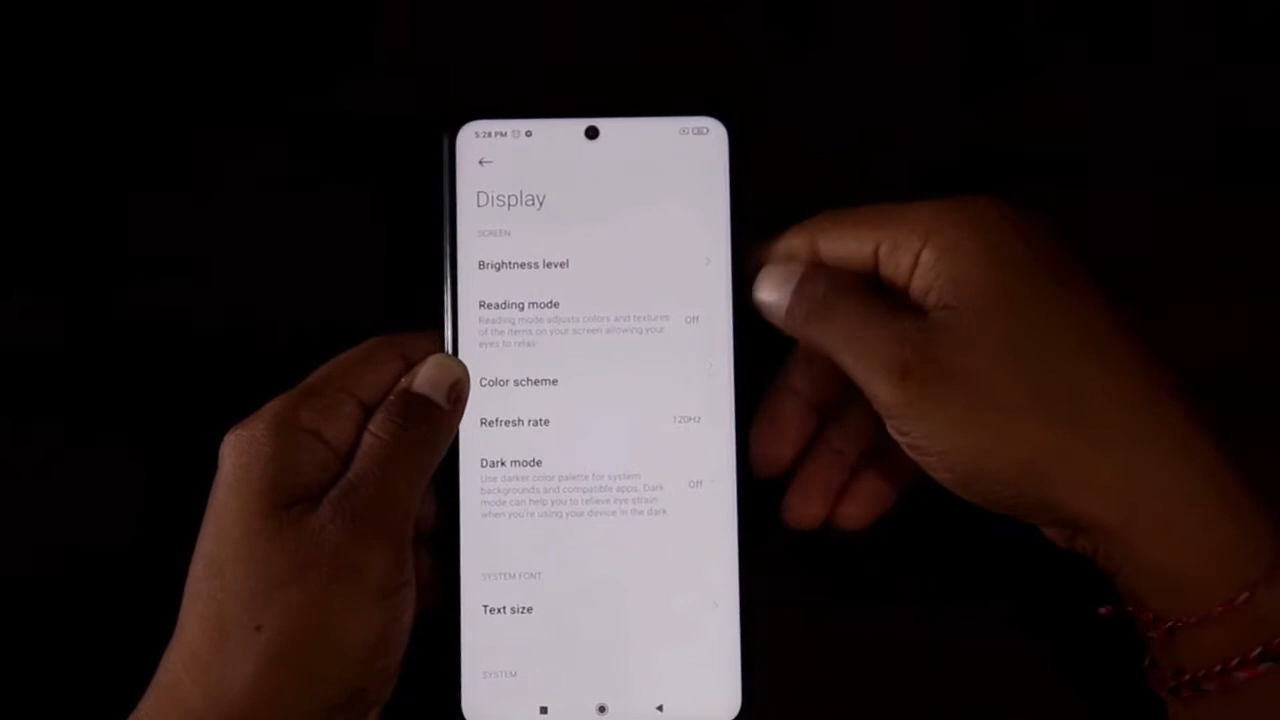 5:28 PM
Display
SCREEN
Brightness level
Reading mode
Reading mode adjusts colors and textures
of the items on your screen allowing your
eyes to relax
Off
Color scheme
Refresh rate
120Hz
Dark mode
Use darker color palette for system
backgrounds and compatible apps. Dark
mode can help you to relieve eye strain
when you're using your device in the dark.
Off
SYSTEM FONT
Text size
SYSTEM